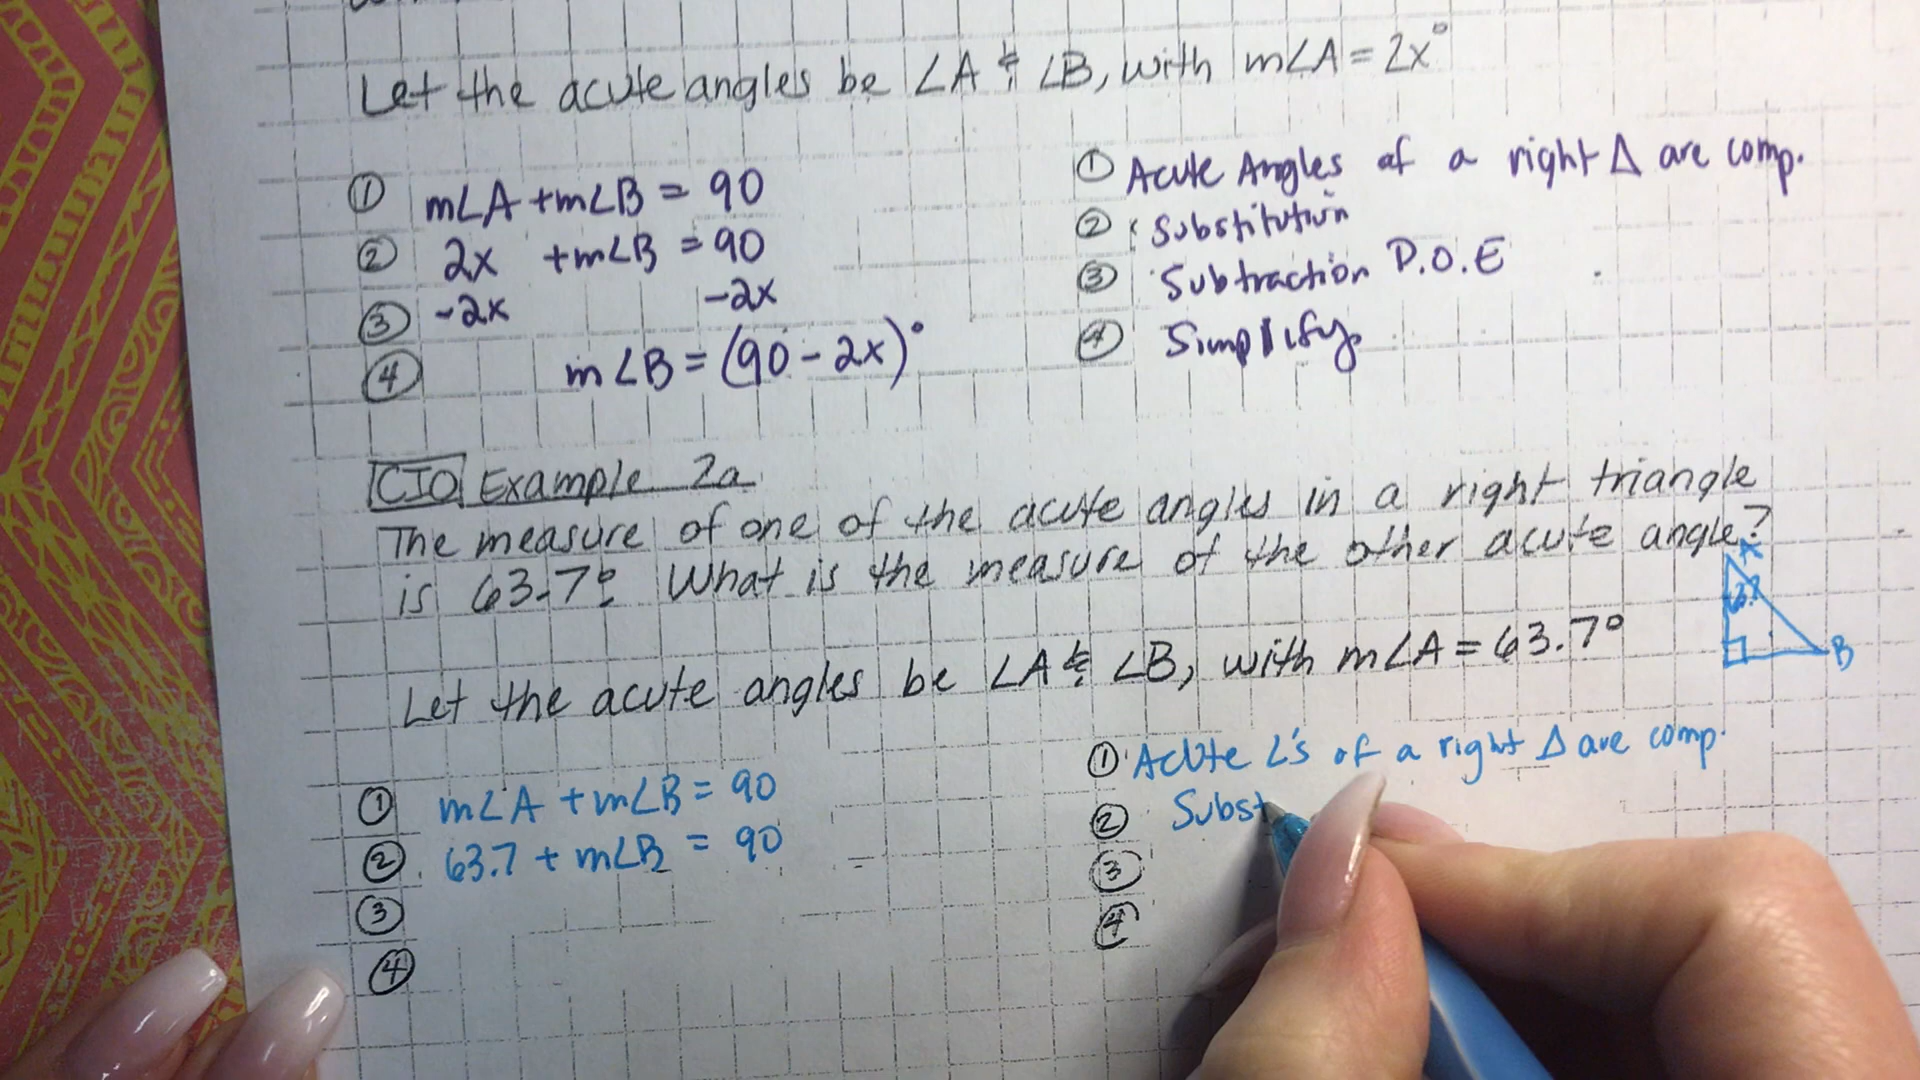 Let the acute angles be ∠A & ∠B, with m∠A = 2x°
① m∠A + m∠B = 90
② 2x + m∠B = 90
③ -2x -2x
④ m∠B = (90 - 2x)°
① Acute Angles of a right Δ are comp.
② Substitution
③ Subtraction P.O.E
④ Simplify
CIO Example 2a
The measure of one of the acute angles in a right triangle
is 63.7°. What is the measure of the other acute angle?
A
63.7
B
Let the acute angles be ∠A & ∠B, with m∠A = 63.7°
① m∠A + m∠B = 90
② 63.7 + m∠B = 90
③
④
① Acute ∠'s of a right Δ are comp.
② Subst
③
④